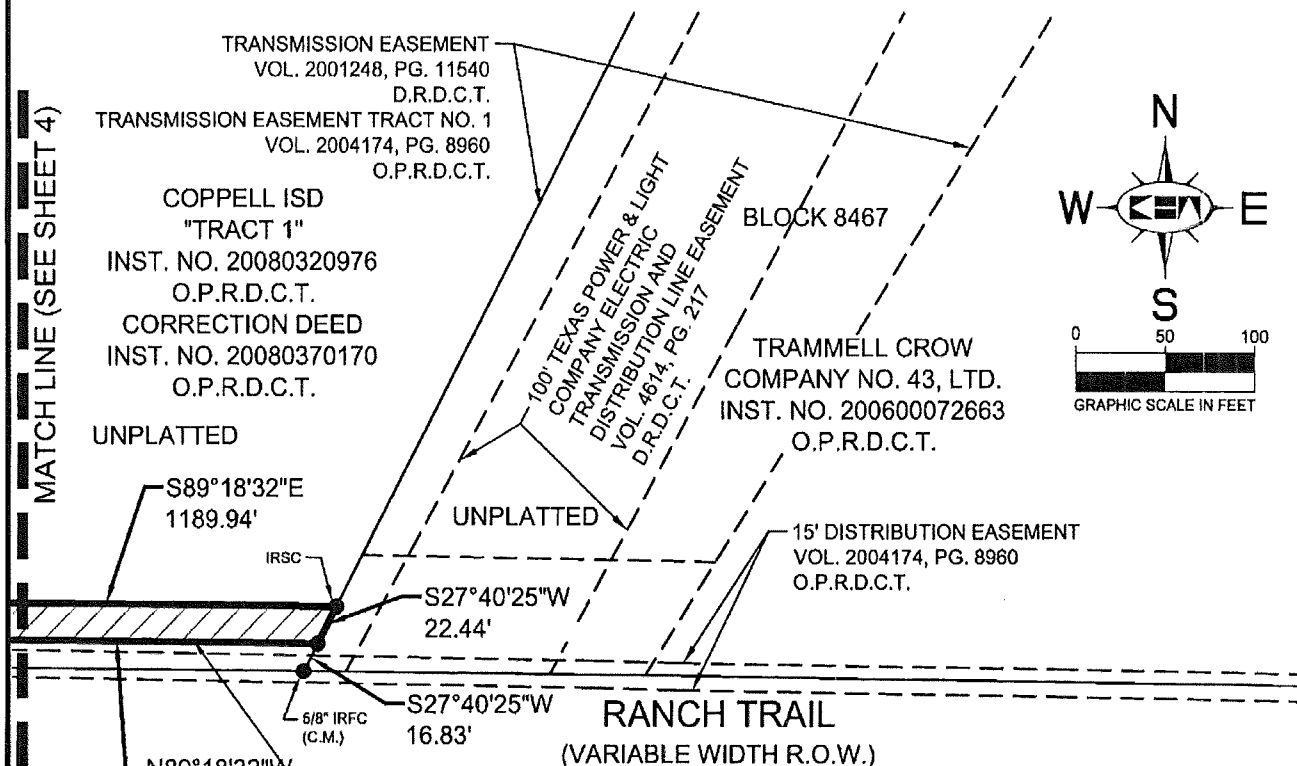 TRANSMISSION EASEMENT
VOL. 2001248, PG. 11540
D.R.D.C.T.
TRANSMISSION EASEMENT TRACT NO. 1
VOL. 2004174, PG. 8960
O.P.R.D.C.T.
MATCH LINE (SEE SHEET 4)
COPPELL ISD
"TRACT 1"
INST. NO. 20080320976
O.P.R.D.C.T.
CORRECTION DEED
INST. NO. 20080370170
O.P.R.D.C.T.
UNPLATTED
100' TEXAS POWER & LIGHT
COMPANY ELECTRIC
TRANSMISSION AND
DISTRIBUTION LINE EASEMENT
VOL. 4614, PG. 217
D.R.D.C.T.
BLOCK 8467
N
W
E
S
0 50 100
GRAPHIC SCALE IN FEET
TRAMMELL CROW
COMPANY NO. 43, LTD.
INST. NO. 200600072663
O.P.R.D.C.T.
S89°18'32"E
1189.94'
UNPLATTED
15' DISTRIBUTION EASEMENT
VOL. 2004174, PG. 8960
O.P.R.D.C.T.
IRSC
S27°40'25"W
22.44'
5/8" IRFC
(C.M.)
S27°40'25"W
16.83'
RANCH TRAIL
(VARIABLE WIDTH R.O.W.)
N89°18'32"W